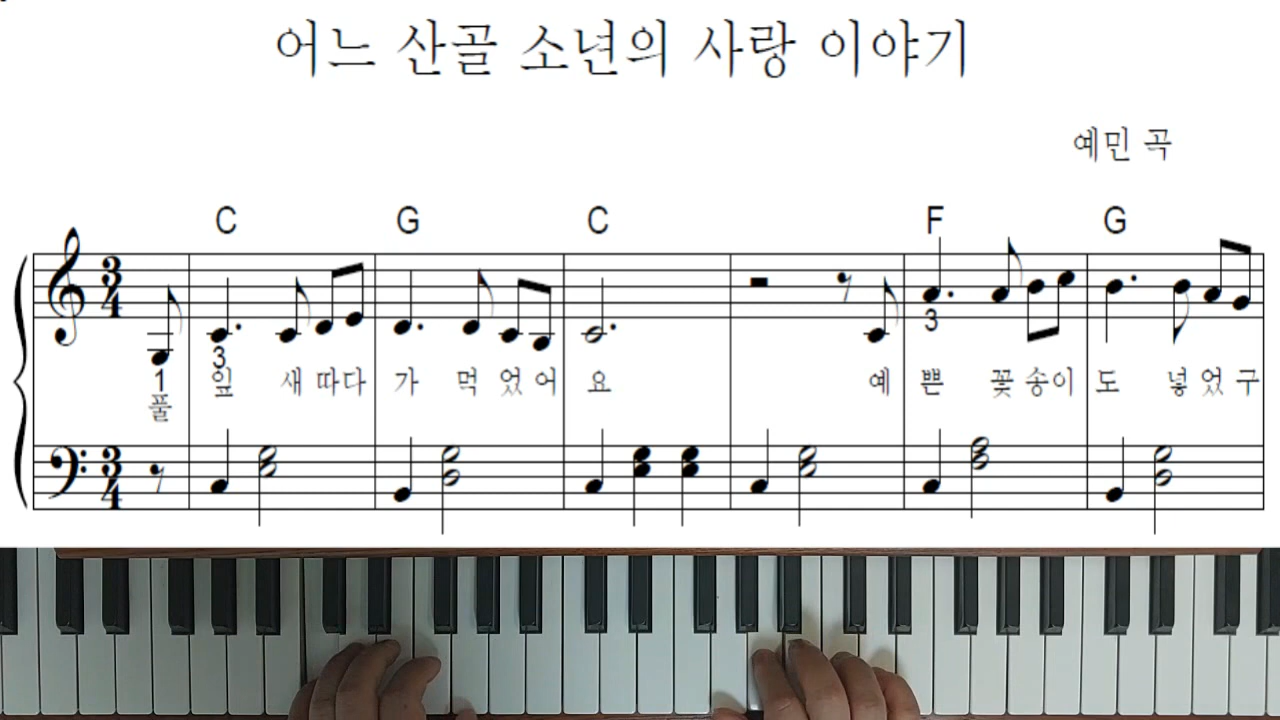 어느 산골 소년의 사랑 이야기
예민 곡
C G C F G
3 4
3 3
1 잎 새 따다 가 먹 었 어 요 예 쁜 꽃 송이 도 넣 었 구
풀
3 4